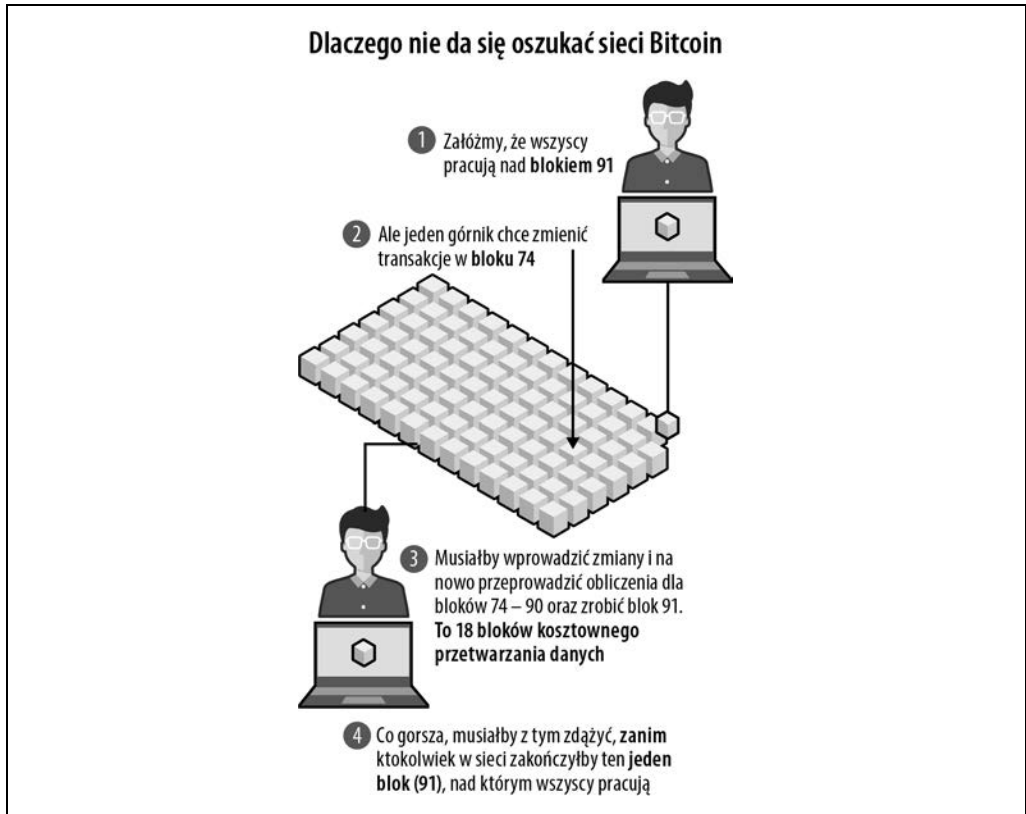 Dlaczego nie da się oszukać sieci Bitcoin
1 Załóżmy, że wszyscy
pracują nad blokiem 91
2 Ale jeden górnik chce zmienić
transakcje w bloku 74
3 Musiałby wprowadzić zmiany i na
nowo przeprowadzić obliczenia dla
bloków 74 – 90 oraz zrobić blok 91.
To 18 bloków kosztownego
przetwarzania danych
4 Co gorsza, musiałby z tym zdążyć, zanim
ktokolwiek w sieci zakończyłby ten jeden
blok (91), nad którym wszyscy pracują